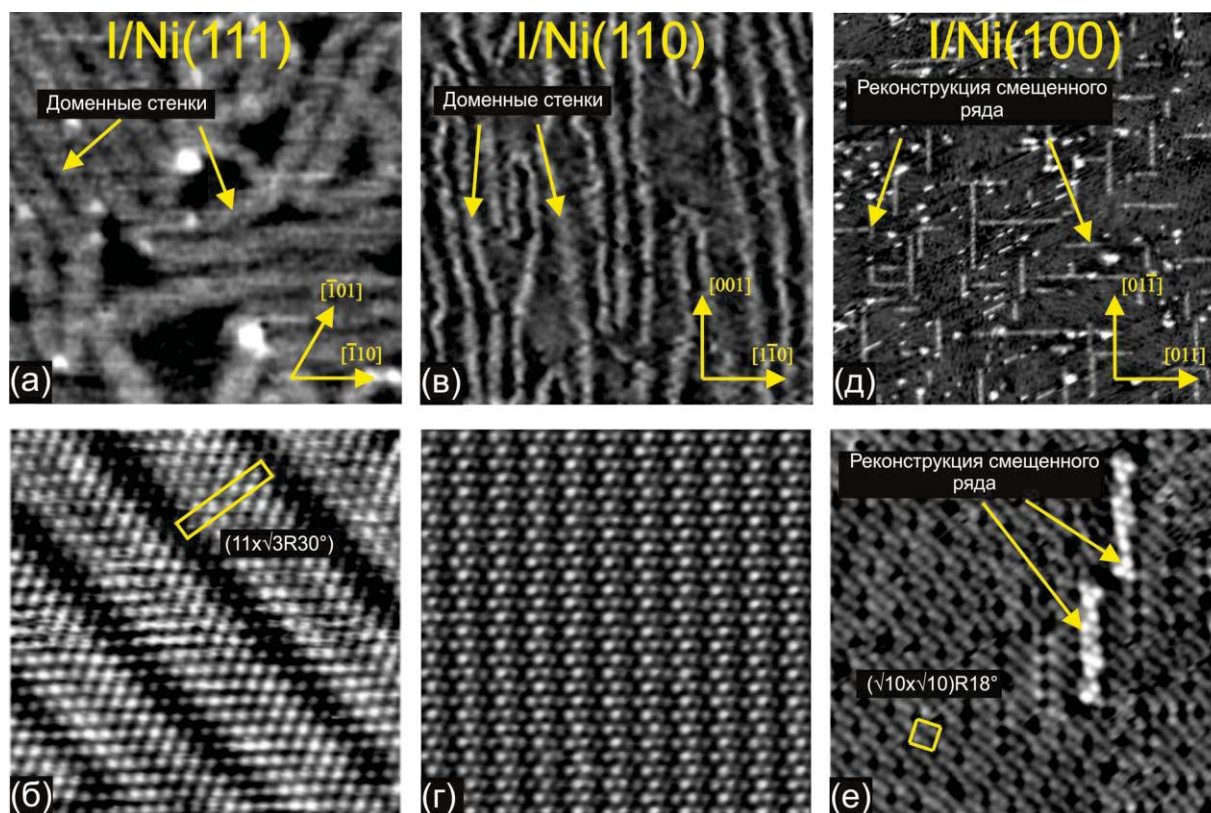 I/Ni(111)
Доменные стенки
[1̅01]
[1̅10]
(а)
I/Ni(110)
Доменные стенки
[001]
[11̅0]
(в)
I/Ni(100)
Реконструкция смещенного
ряда
[011̅]
[011]
(д)
(11x√3R30°)
(б)
(г)
Реконструкция смещенного
ряда
(√10x√10)R18°
(е)